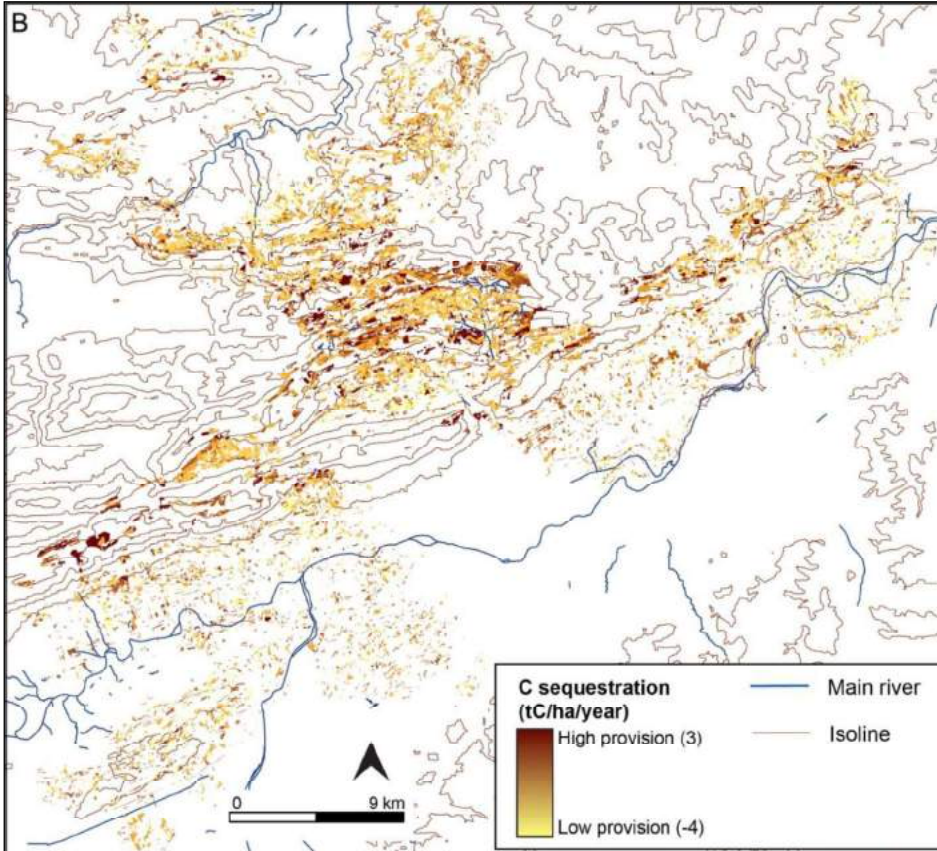 B
C sequestration
(tC/ha/year)
High provision (3)
Low provision (-4)
Main river
Isoline
0 9 km